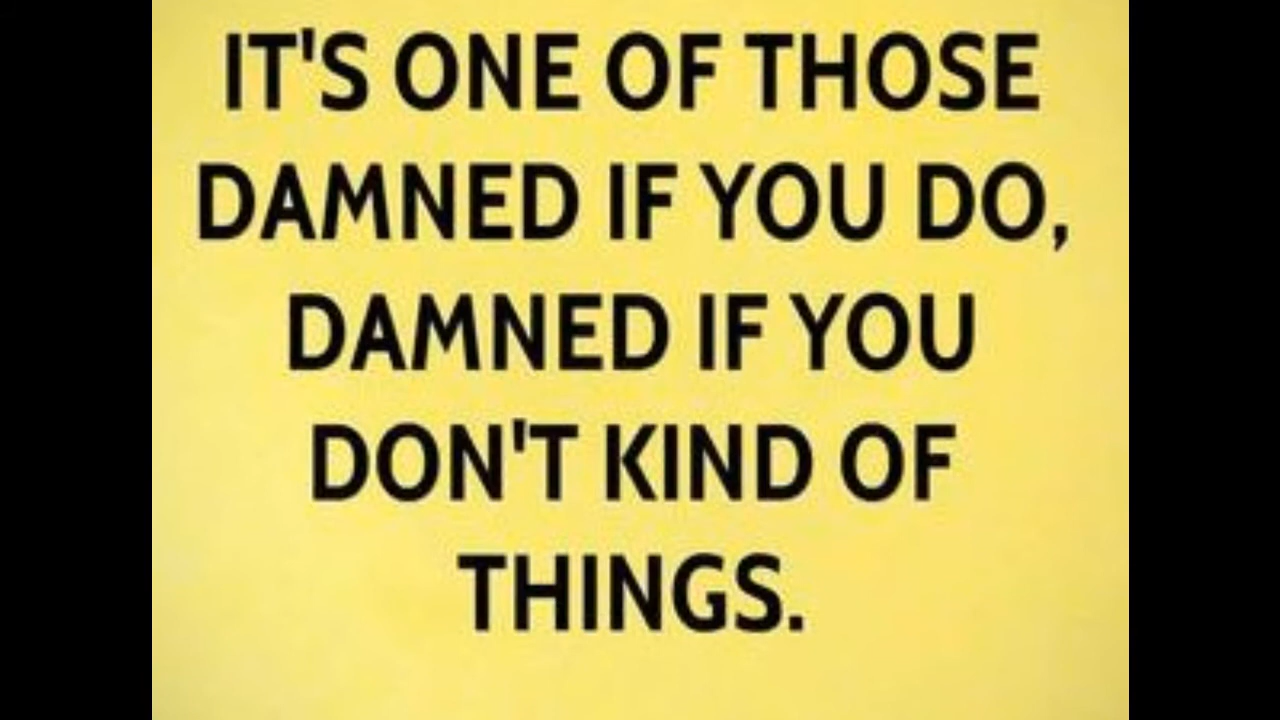 IT'S ONE OF THOSE
DAMNED IF YOU DO,
DAMNED IF YOU
DON'T KIND OF
THINGS.